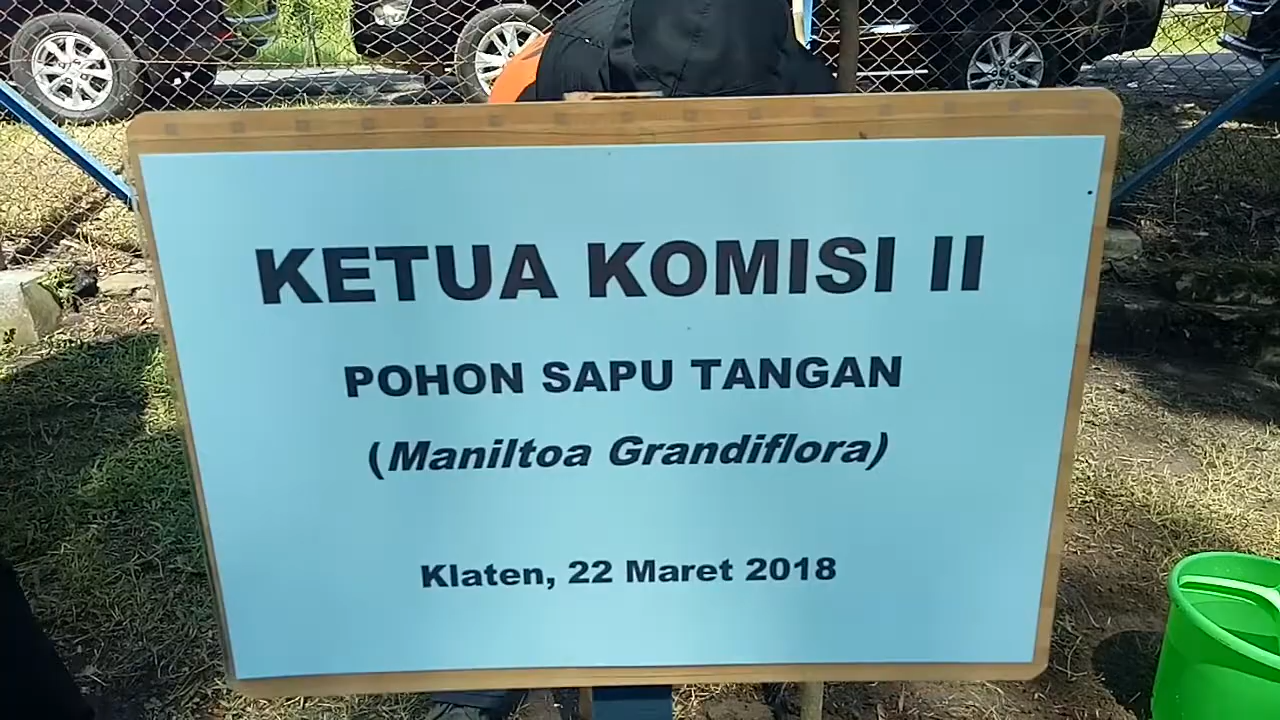 KETUA KOMISI II
POHON SAPU TANGAN
(Maniltoa Grandiflora)
Klaten, 22 Maret 2018